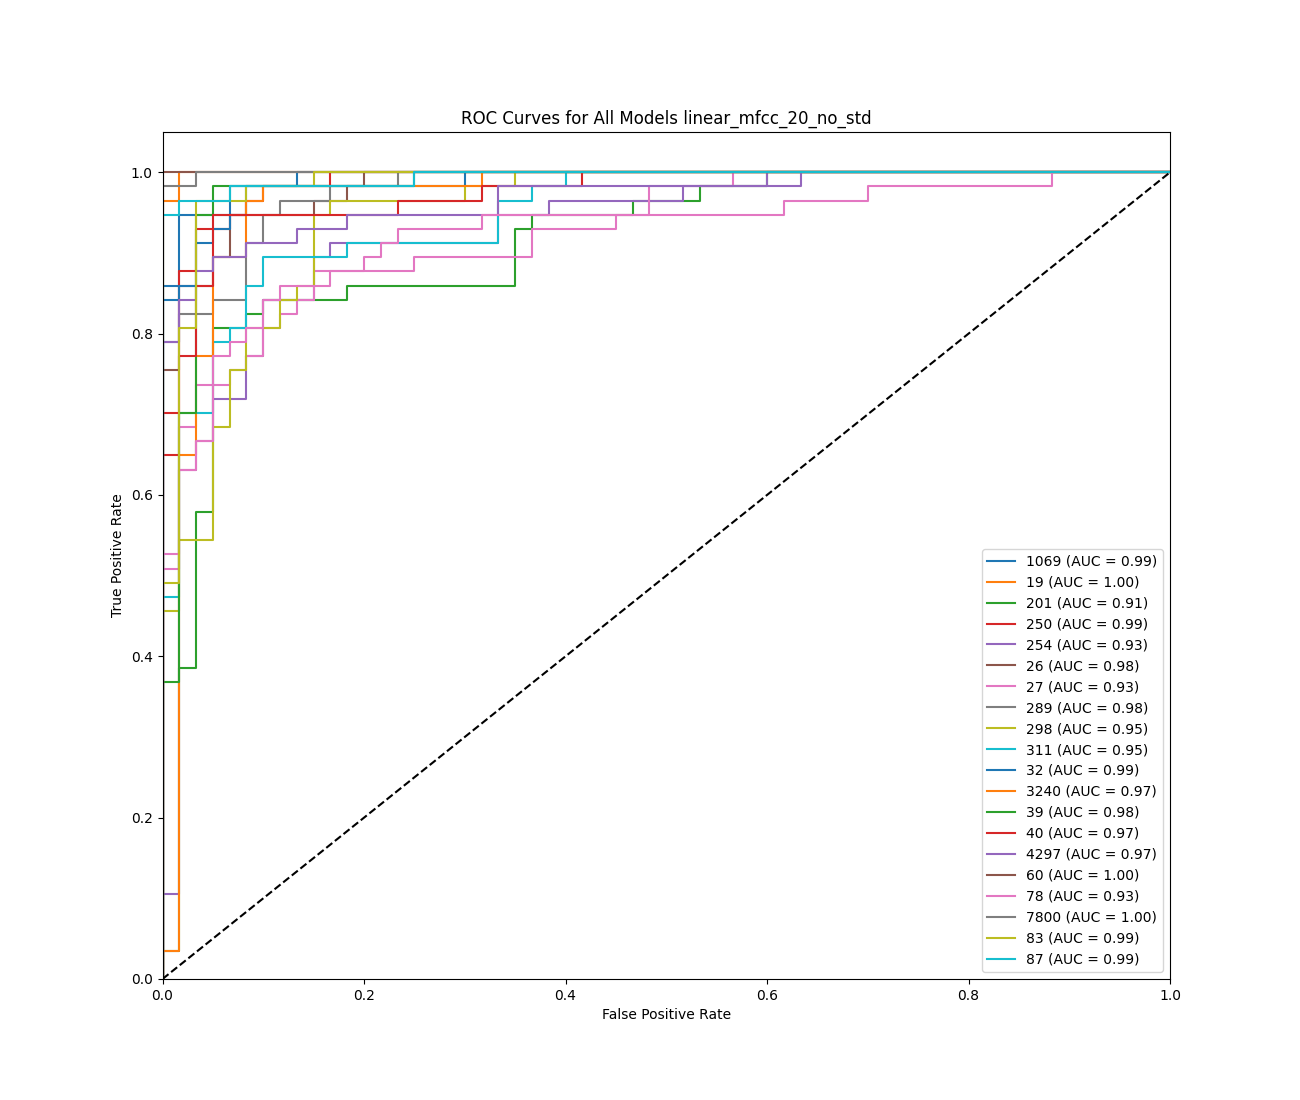 ROC Curves for All Models linear_mfcc_20_no_std
True Positive Rate
1.0
0.8
0.6
0.4
0.2
0.0
0.0 0.2 0.4 0.6 0.8 1.0
False Positive Rate
1069 (AUC = 0.99)
19 (AUC = 1.00)
201 (AUC = 0.91)
250 (AUC = 0.99)
254 (AUC = 0.93)
26 (AUC = 0.98)
27 (AUC = 0.93)
289 (AUC = 0.98)
298 (AUC = 0.95)
311 (AUC = 0.95)
32 (AUC = 0.99)
3240 (AUC = 0.97)
39 (AUC = 0.98)
40 (AUC = 0.97)
4297 (AUC = 0.97)
60 (AUC = 1.00)
78 (AUC = 0.93)
7800 (AUC = 1.00)
83 (AUC = 0.99)
87 (AUC = 0.99)